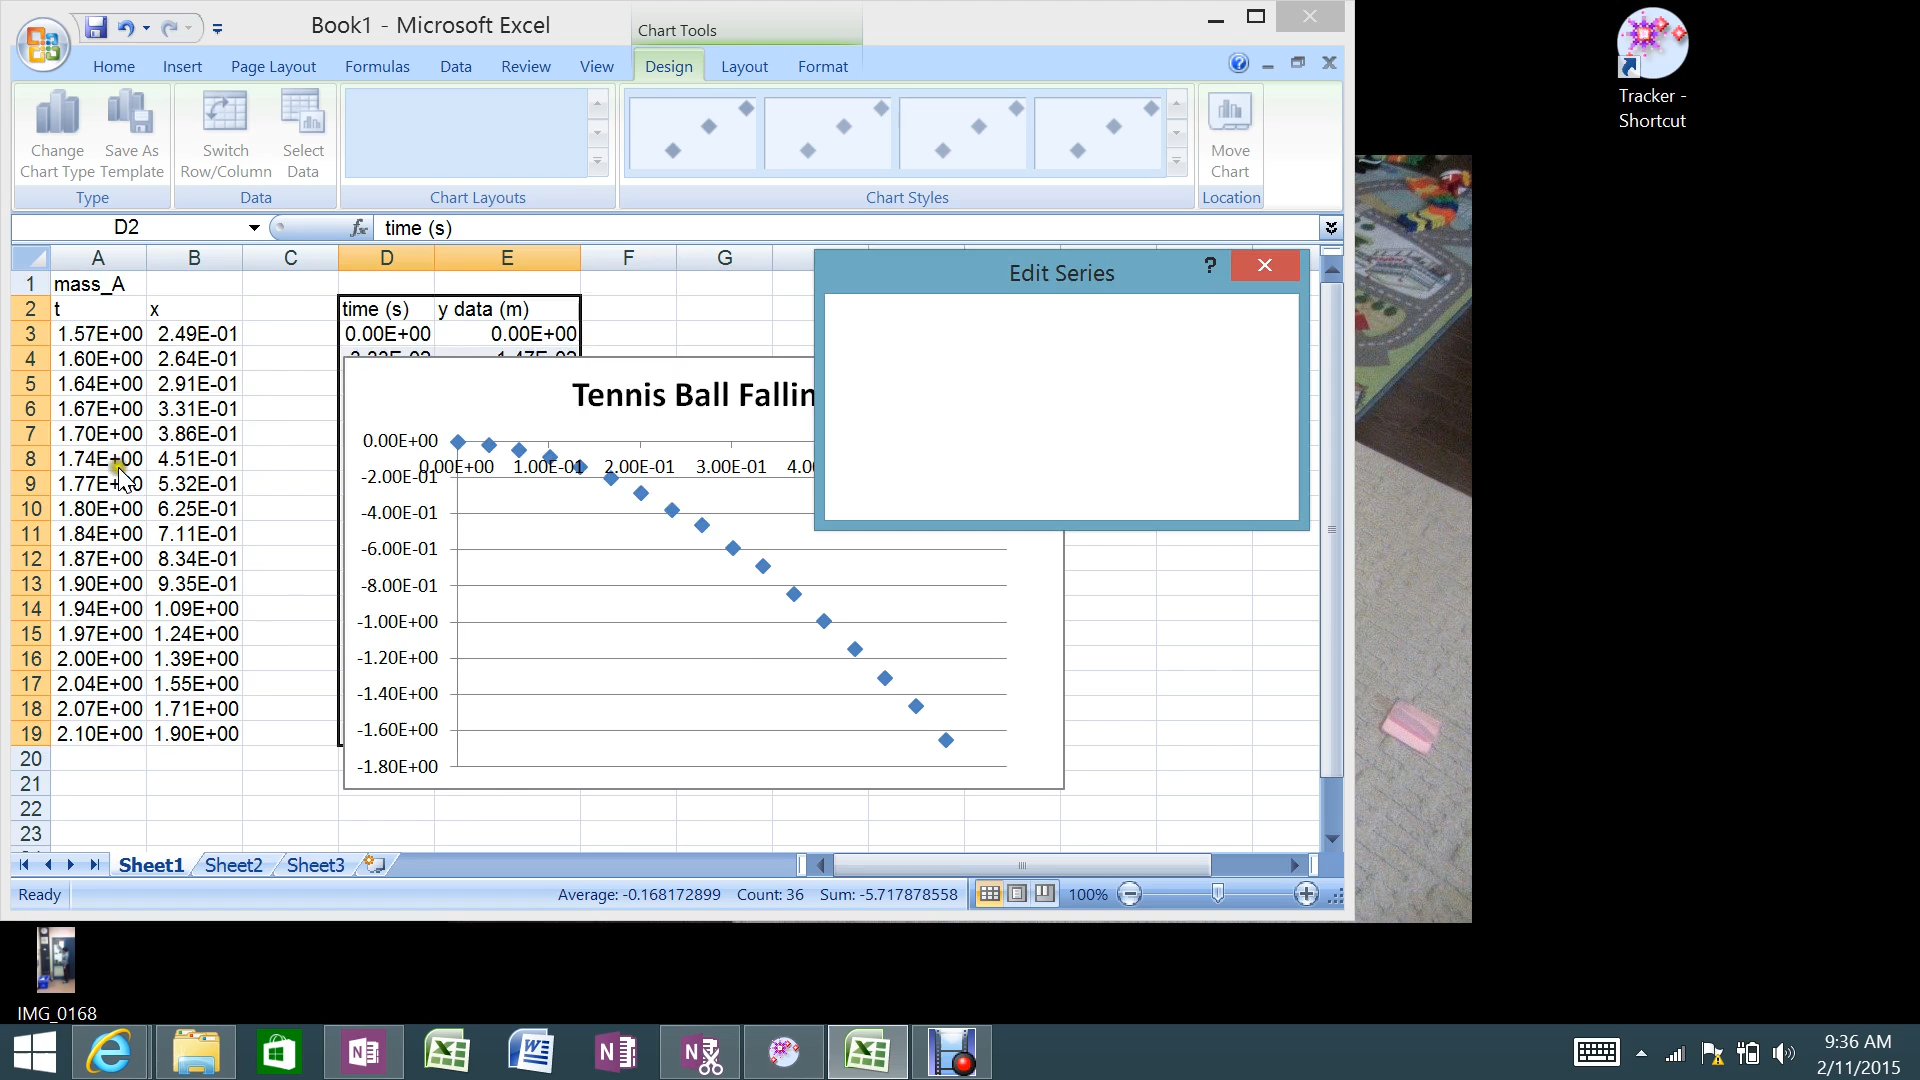 Book1 - Microsoft Excel
Chart Tools
Home Insert Page Layout Formulas Data Review View Design Layout Format
Change Chart Type
Save As Template
Switch Row/Column
Select Data
Move Chart
Type Data Chart Layouts Chart Styles Location
D2 fx time (s)
A B C D E F G
1 mass_A
2 t x time (s) y data (m)
3 1.57E+00 2.49E-01 0.00E+00 0.00E+00
4 1.60E+00 2.64E-01
5 1.64E+00 2.91E-01
6 1.67E+00 3.31E-01
7 1.70E+00 3.86E-01
8 1.74E+00 4.51E-01
9 1.77E+00 5.32E-01
10 1.80E+00 6.25E-01
11 1.84E+00 7.11E-01
12 1.87E+00 8.34E-01
13 1.90E+00 9.35E-01
14 1.94E+00 1.09E+00
15 1.97E+00 1.24E+00
16 2.00E+00 1.39E+00
17 2.04E+00 1.55E+00
18 2.07E+00 1.71E+00
19 2.10E+00 1.90E+00
20
21
22
23
Edit Series ?
Tennis Ball Fallin
0.00E+00
0.00E+00 1.00E-01 2.00E-01 3.00E-01
-2.00E-01
-4.00E-01
-6.00E-01
-8.00E-01
-1.00E+00
-1.20E+00
-1.40E+00
-1.60E+00
-1.80E+00
Sheet1 Sheet2 Sheet3
Ready Average: -0.168172899 Count: 36 Sum: -5.717878558 100%
Tracker -
Shortcut
IMG_0168
9:36 AM
2/11/2015